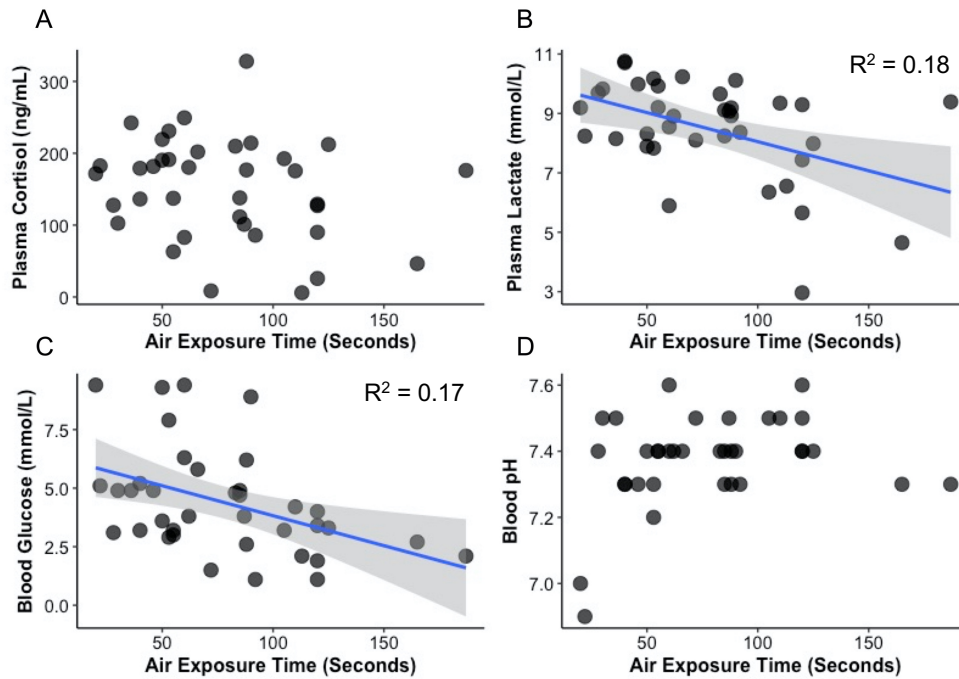 A
Plasma Cortisol (ng/mL)
300
200
100
0
50
100
150
Air Exposure Time (Seconds)
B
Plasma Lactate (mmol/L)
R² = 0.18
11
9
7
5
3
50
100
150
Air Exposure Time (Seconds)
C
Blood Glucose (mmol/L)
R² = 0.17
7.5
5.0
2.5
0.0
50
100
150
Air Exposure Time (Seconds)
D
Blood pH
7.6
7.4
7.2
7.0
50
100
150
Air Exposure Time (Seconds)